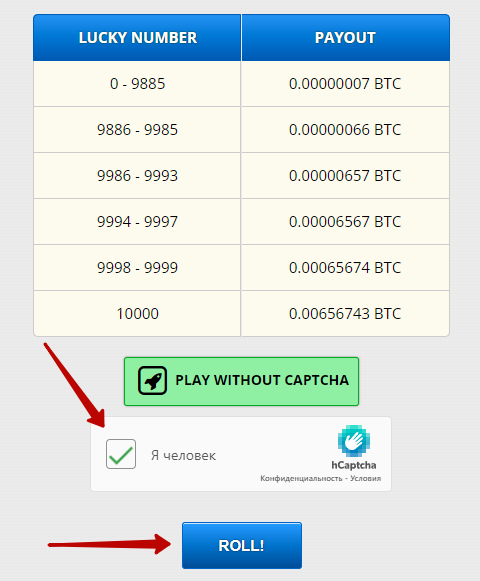 LUCKY NUMBER PAYOUT
0 - 9885 0.00000007 BTC
9886 - 9985 0.00000066 BTC
9986 - 9993 0.00000657 BTC
9994 - 9997 0.00006567 BTC
9998 - 9999 0.00065674 BTC
10000 0.00656743 BTC
PLAY WITHOUT CAPTCHA
Я человек
hCaptcha
Конфиденциальность - Условия
ROLL!